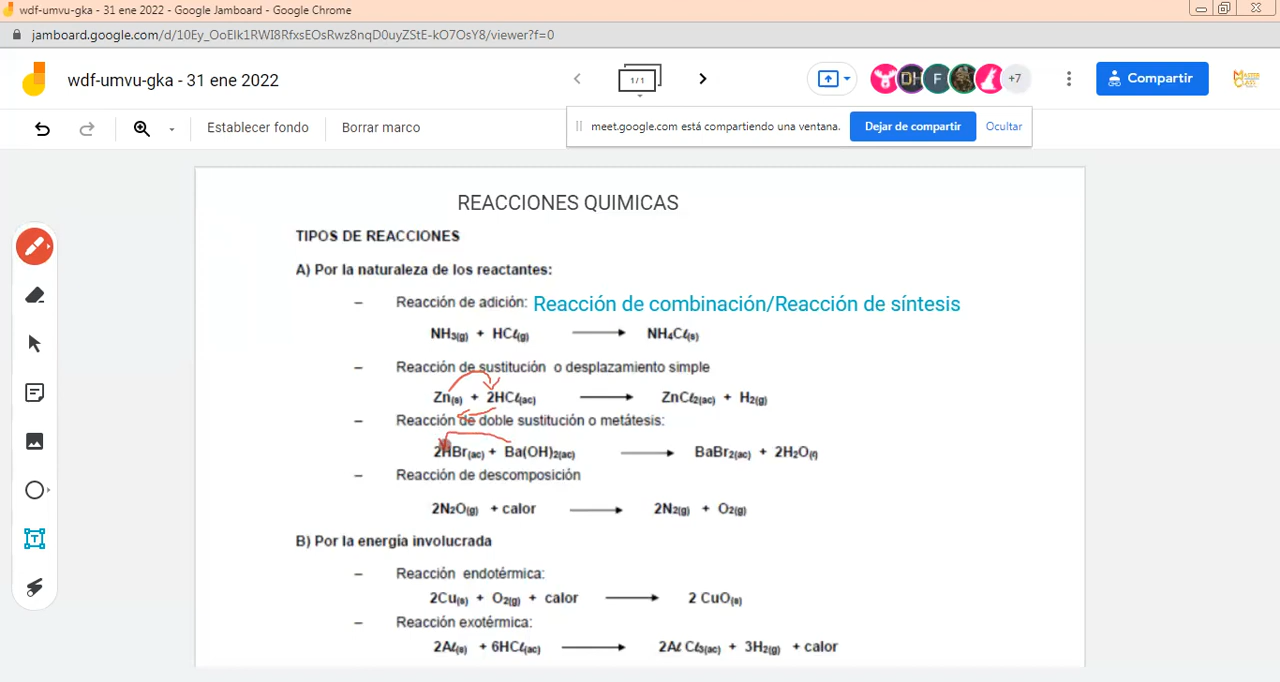 wdf-umvu-gka - 31 ene 2022 - Google Jamboard - Google Chrome
jamboard.google.com/d/10Ey_OoElk1RWI8RfxsEOsRwz8nqD0uyZStE-kO7OsY8/viewer?f=0
wdf-umvu-gka - 31 ene 2022
1/1
DH F +7
Compartir
MASTER CLASS
Establecer fondo Borrar marco
meet.google.com está compartiendo una ventana. Dejar de compartir Ocultar
REACCIONES QUIMICAS
TIPOS DE REACCIONES
A) Por la naturaleza de los reactantes:
– Reacción de adición: Reacción de combinación/Reacción de síntesis
NH₃(g) + HCℓ(g) → NH₄Cℓ(s)
– Reacción de sustitución o desplazamiento simple
Zn(s) + 2HCℓ(ac) → ZnCℓ₂(ac) + H₂(g)
– Reacción de doble sustitución o metátesis:
2HBr(ac) + Ba(OH)₂(ac) → BaBr₂(ac) + 2H₂O(ℓ)
– Reacción de descomposición
2N₂O(g) + calor → 2N₂(g) + O₂(g)
B) Por la energía involucrada
– Reacción endotérmica:
2Cu(s) + O₂(g) + calor → 2 CuO(s)
– Reacción exotérmica:
2Aℓ(s) + 6HCℓ(ac) → 2Aℓ Cℓ₃(ac) + 3H₂(g) + calor